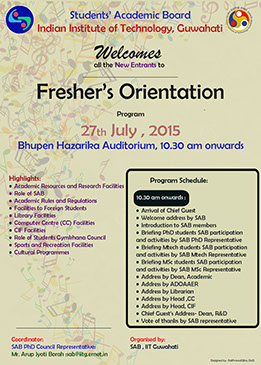 Students' Academic Board
Indian Institute of Technology, Guwahati
Welcomes
all the New Entrants to
Fresher's Orientation
Program
27th July , 2015
Bhupen Hazarika Auditorium, 10.30 am onwards
Highlights:
Academic Resources and Research Facilities
Role of SAB
Academic Rules and Regulations
Facilities to Foreign Students
Library Facilities
Computer Centre (CC) Facilities
CIF Facilities
Role of Students Gymkhana Council
Sports and Recreation Facilities
Cultural Programmes
Program Schedule:
10.30 am onwards :
Arrival of Chief Guest
Welcome address by SAB
Introduction to SAB members
Briefing PhD students SAB participation
and activities by SAB PhD Representative
Briefing Mtech students SAB participation
and activities by SAB MTech Representative
Briefing MSc students SAB participation
and activities by SAB MSc Representative
Address by Dean, Academic
Address by ADOAAER
Address by Librarian
Address by Head ,CC
Address by Head, CIF
Chief Guest's Address- Dean, R&D
Vote of thanks by SAB representative
Coordinator:
SAB PhD Council Representative:
Mr. Arup Jyoti Borah sab@iitg.ernet.in
Organised by:
SAB , IIT Guwahati